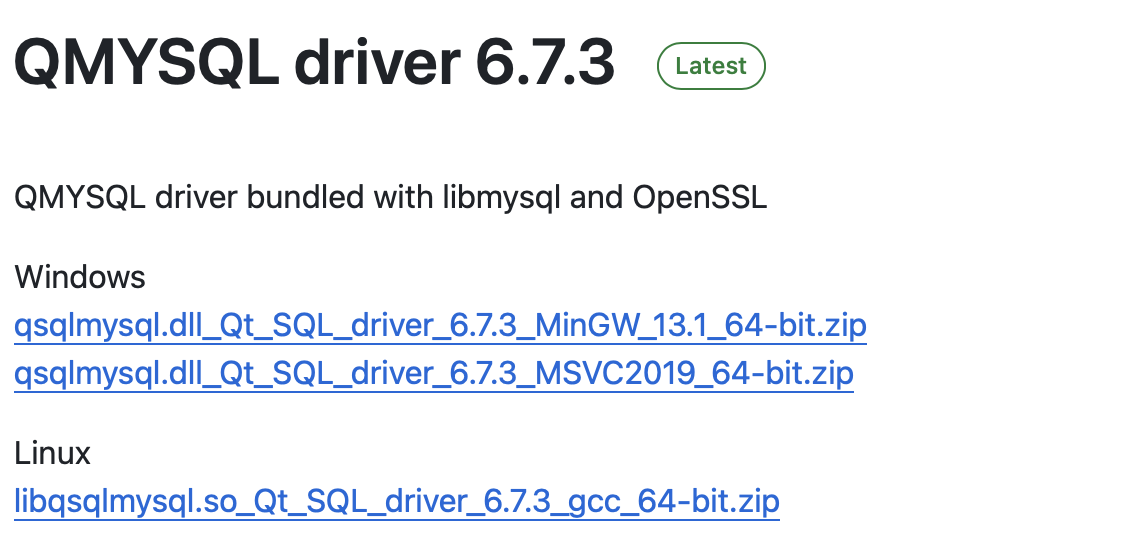 QMYSQL driver 6.7.3 Latest
QMYSQL driver bundled with libmysql and OpenSSL
Windows
qsqlmysql.dll_Qt_SQL_driver_6.7.3_MinGW_13.1_64-bit.zip
qsqlmysql.dll_Qt_SQL_driver_6.7.3_MSVC2019_64-bit.zip
Linux
libqsqlmysql.so_Qt_SQL_driver_6.7.3_gcc_64-bit.zip